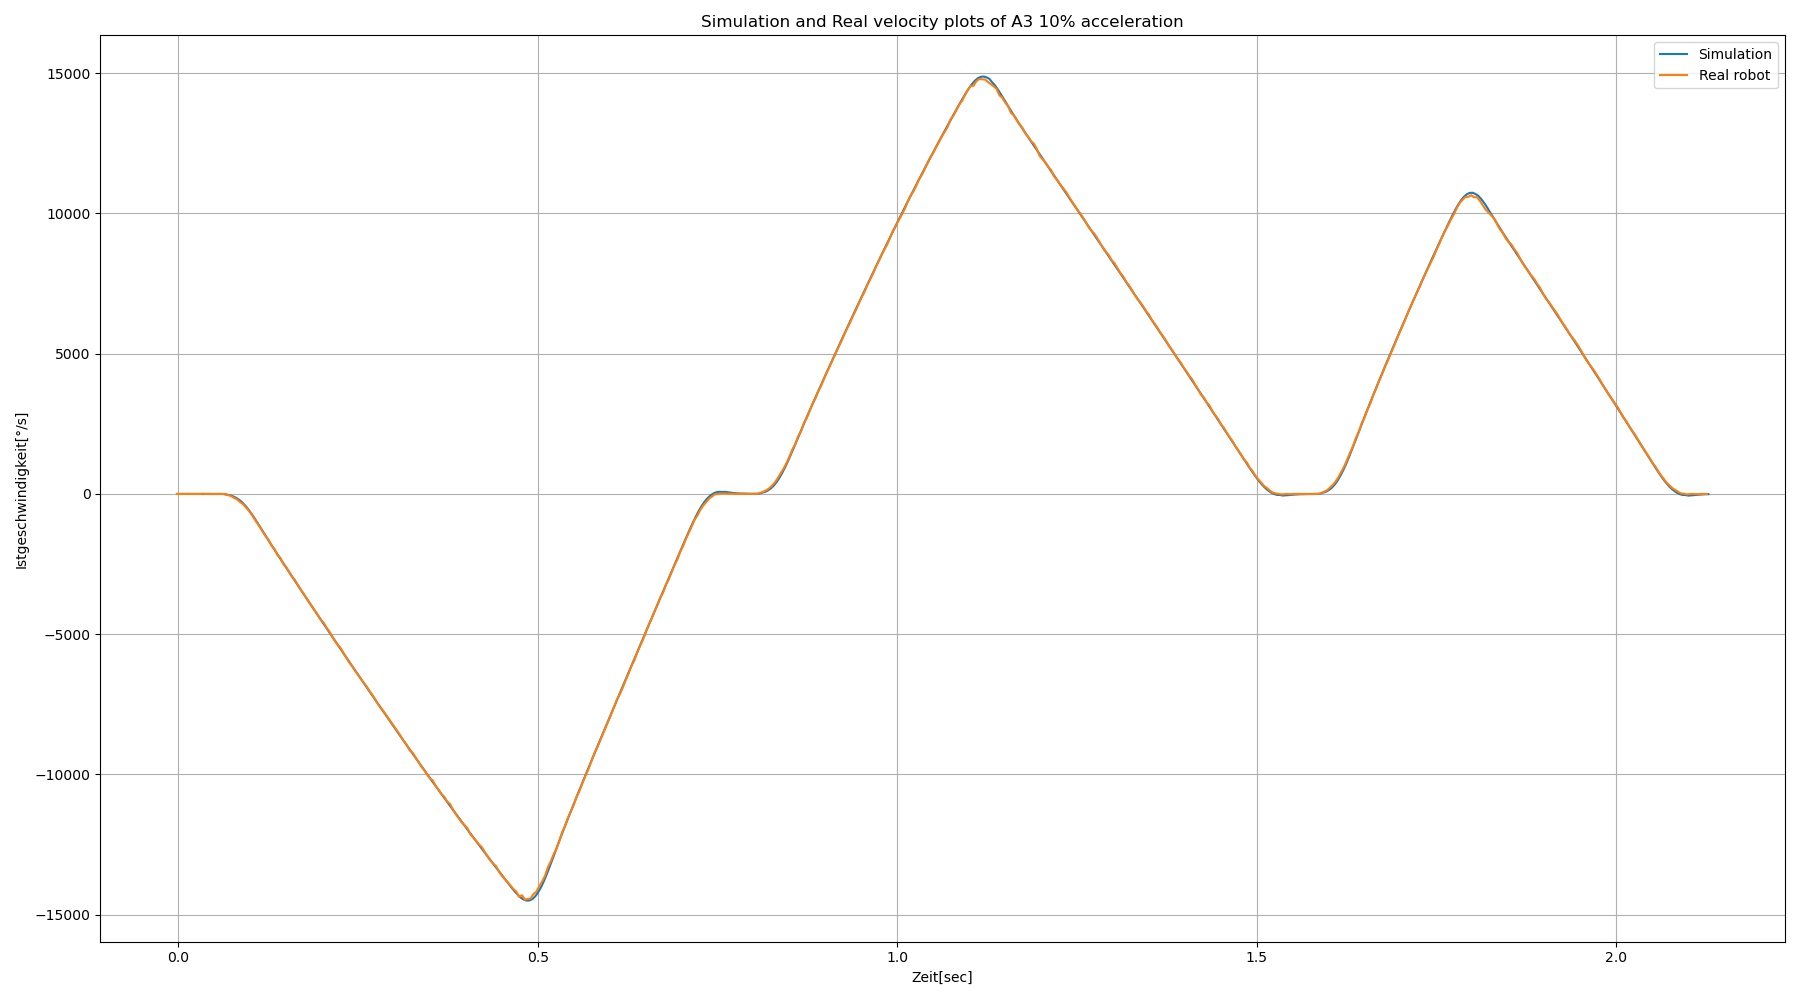 Simulation and Real velocity plots of A3 10% acceleration
Simulation
Real robot
15000
10000
5000
0
−5000
−10000
−15000
Istgeschwindigkeit[°/s]
0.0
0.5
1.0
1.5
2.0
Zeit[sec]